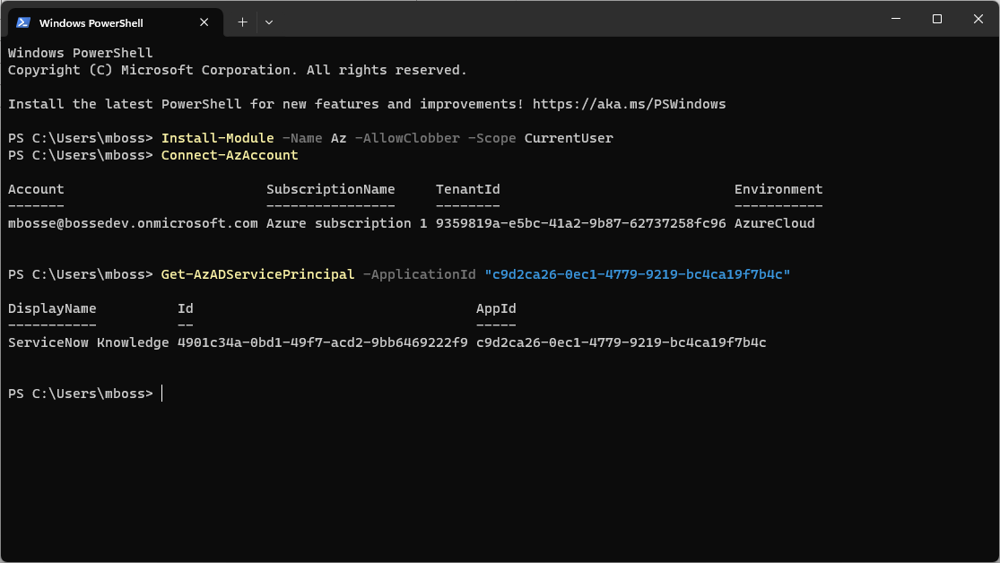 Windows PowerShell
Windows PowerShell
Copyright (C) Microsoft Corporation. All rights reserved.
Install the latest PowerShell for new features and improvements! https://aka.ms/PSWindows
PS C:\Users\mboss> Install-Module -Name Az -AllowClobber -Scope CurrentUser
PS C:\Users\mboss> Connect-AzAccount
Account SubscriptionName TenantId Environment
------- ---------------- -------- -----------
mbosse@bossedev.onmicrosoft.com Azure subscription 1 9359819a-e5bc-41a2-9b87-62737258fc96 AzureCloud
PS C:\Users\mboss> Get-AzADServicePrincipal -ApplicationId "c9d2ca26-0ec1-4779-9219-bc4ca19f7b4c"
DisplayName Id AppId
----------- -- -----
ServiceNow Knowledge 4901c34a-0bd1-49f7-acd2-9bb6469222f9 c9d2ca26-0ec1-4779-9219-bc4ca19f7b4c
PS C:\Users\mboss>